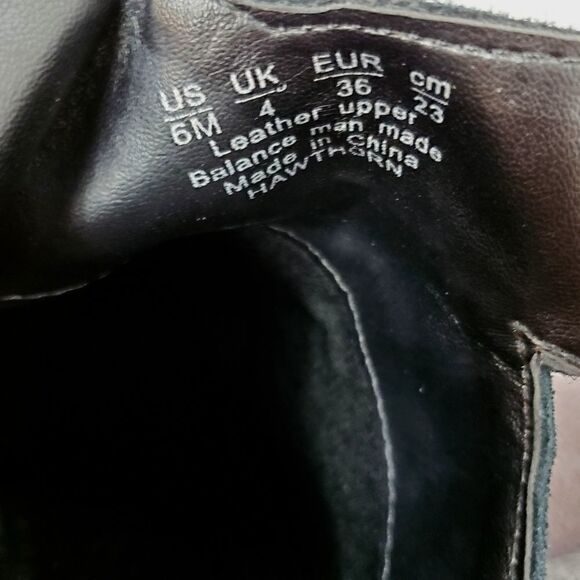 US UK EUR cm
6M 4 36 23
Leather upper
Balance man made
Made in China
HAWTHORN